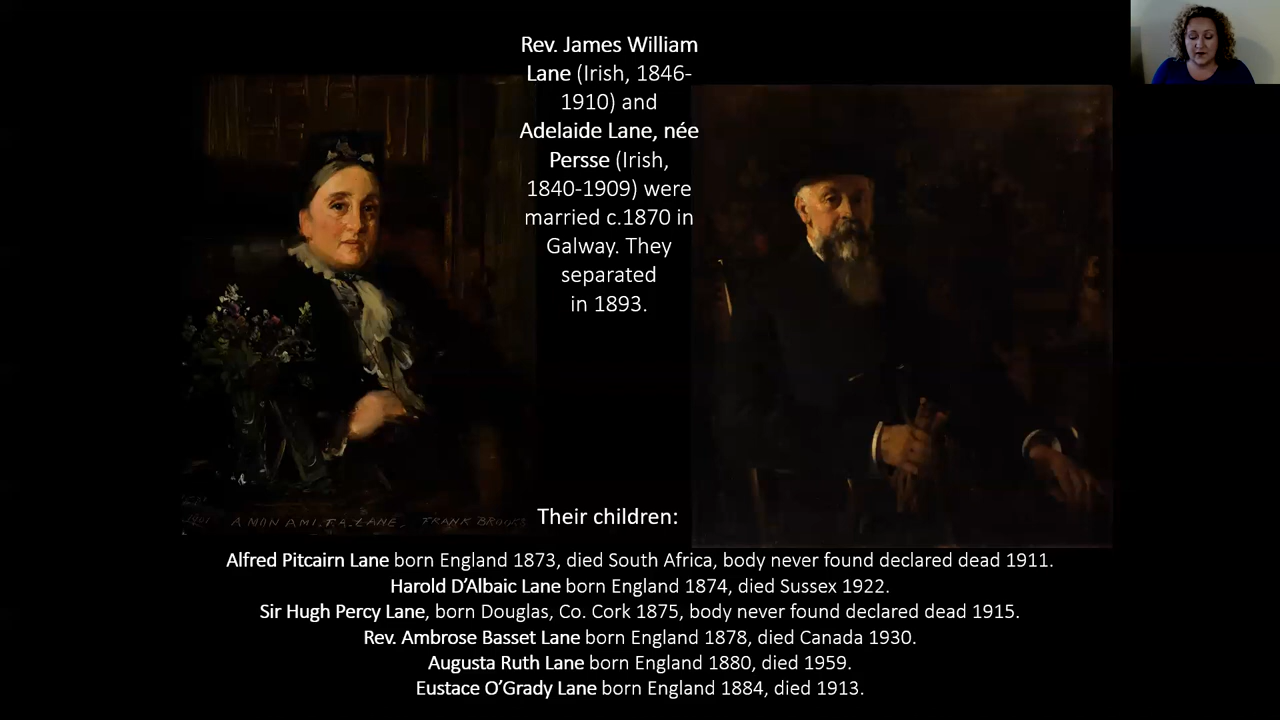 Rev. James William
Lane (Irish, 1846-
1910) and
Adelaide Lane, née
Persse (Irish,
1840-1909) were
married c.1870 in
Galway. They
separated
in 1893.
A MON AMI. T.A. LANE. FRANK BROOKS
Their children:
Alfred Pitcairn Lane born England 1873, died South Africa, body never found declared dead 1911.
Harold D’Albaic Lane born England 1874, died Sussex 1922.
Sir Hugh Percy Lane, born Douglas, Co. Cork 1875, body never found declared dead 1915.
Rev. Ambrose Basset Lane born England 1878, died Canada 1930.
Augusta Ruth Lane born England 1880, died 1959.
Eustace O’Grady Lane born England 1884, died 1913.